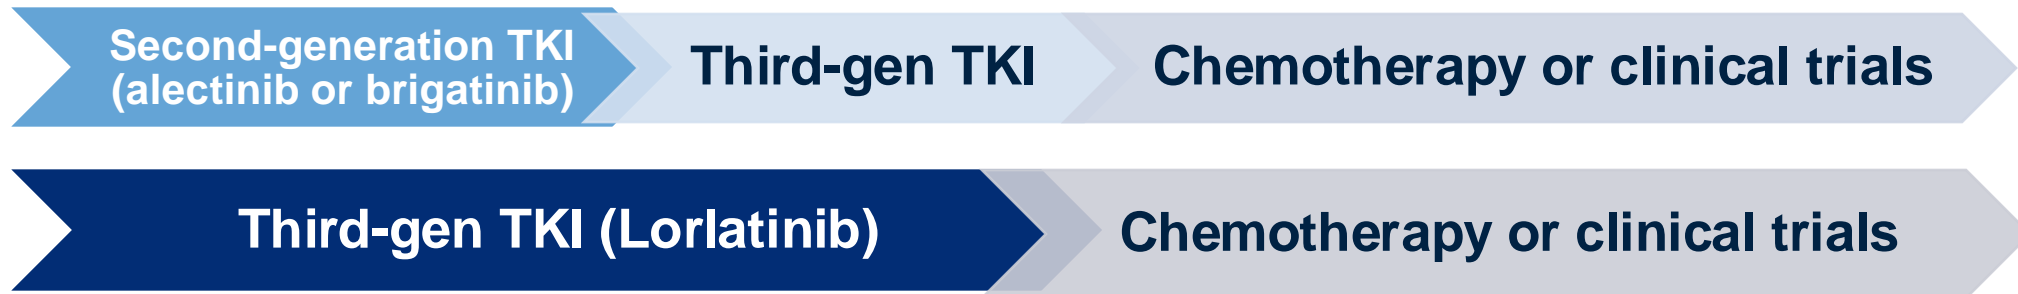 Second-generation TKI
(alectinib or brigatinib)
Third-gen TKI
Chemotherapy or clinical trials
Third-gen TKI (Lorlatinib)
Chemotherapy or clinical trials